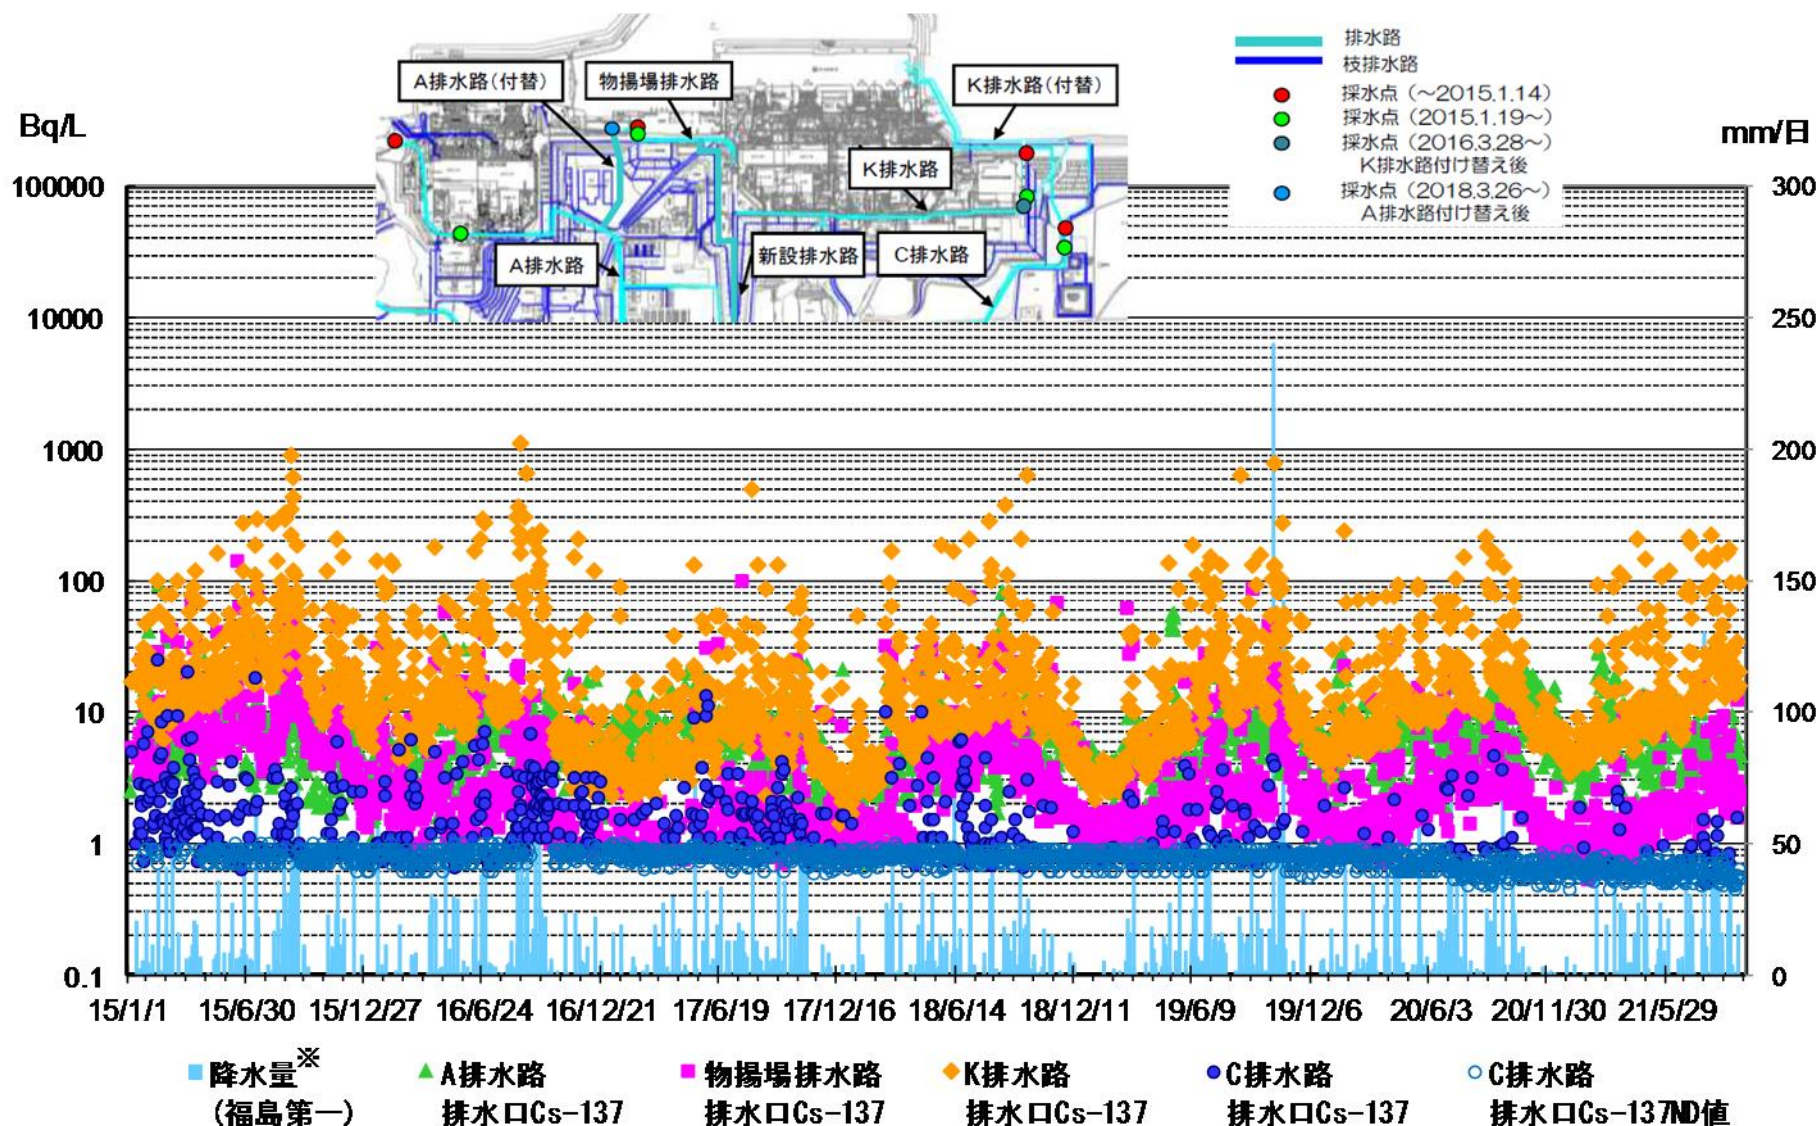 排水路
枝排水路
採水点（～2015.1.14）
採水点（2015.1.19～）
採水点（2016.3.28～）
K排水路付け替え後
採水点（2018.3.26～）
A排水路付け替え後
A排水路(付替)
物揚場排水路
K排水路(付替)
K排水路
A排水路
新設排水路
C排水路
Bq/L
mm/日
100000
10000
1000
100
10
1
0.1
300
250
200
150
100
50
0
15/1/1 15/6/30 15/12/27 16/6/24 16/12/21 17/6/19 17/12/16 18/6/14 18/12/11 19/6/9 19/12/6 20/6/3 20/11/30 21/5/29
降水量※
(福島第一)
A排水路
排水口Cs-137
物揚場排水路
排水口Cs-137
K排水路
排水口Cs-137
C排水路
排水口Cs-137
C排水路
排水口Cs-137ND値